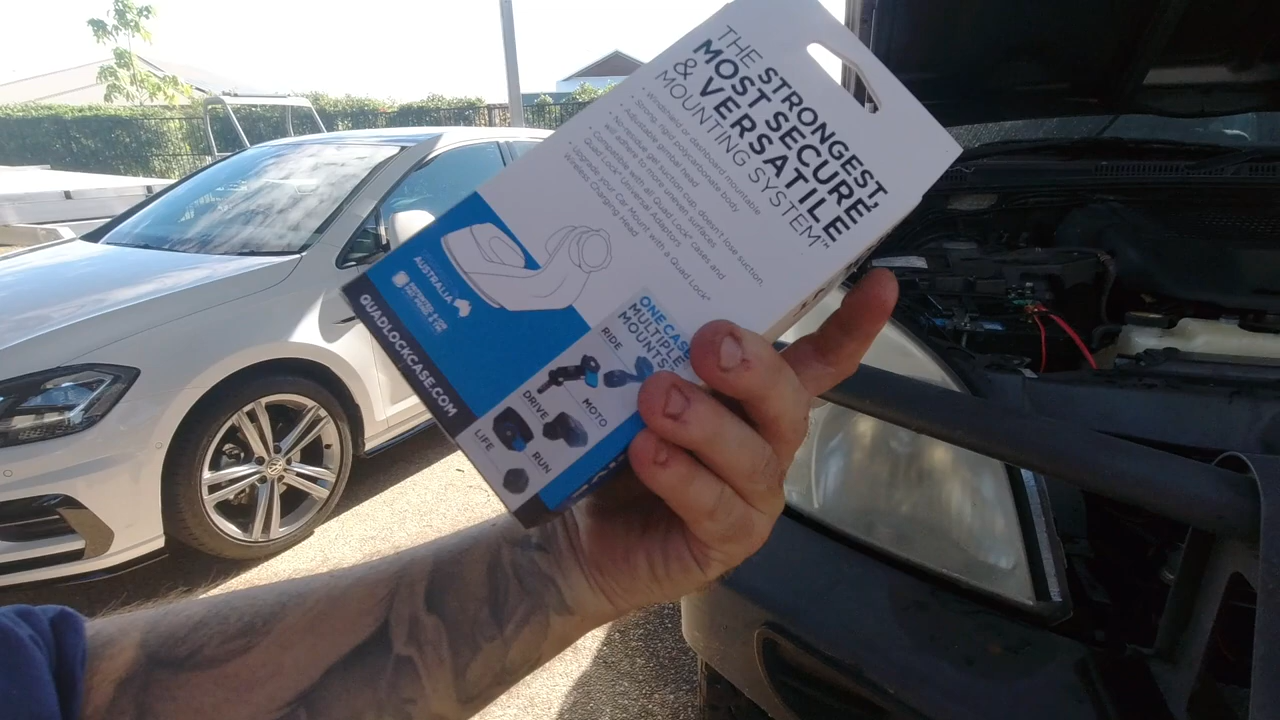 THE STRONGEST,
MOST SECURE,
& VERSATILE
MOUNTING SYSTEM™
• Windshield or dashboard mountable
• Strong, rigid polycarbonate body
• Adjustable gimbal head
• No-residue gel suction cup, doesn't lose suction,
will adhere to more uneven surfaces
• Compatible with all Quad Lock® cases and
Quad Lock® Universal Adaptors
• Upgrade your Car Mount with a Quad Lock®
Wireless Charging Head
AUSTRALIA
QUADLOCKCASE.COM
ONE CASE
MULTIPLE
MOUNTS
RIDE
MOTO
DRIVE
RUN
LIFE